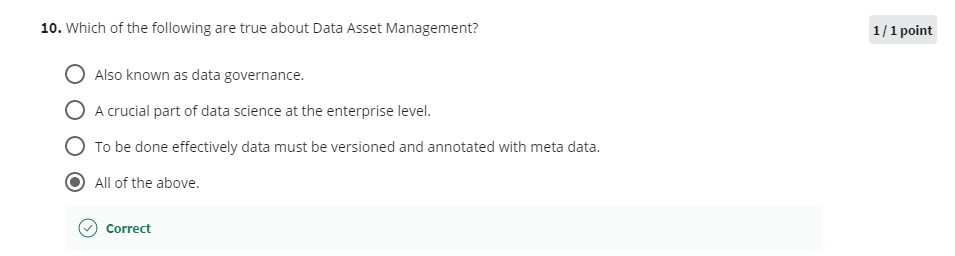 10. Which of the following are true about Data Asset Management?
1 / 1 point
Also known as data governance.
A crucial part of data science at the enterprise level.
To be done effectively data must be versioned and annotated with meta data.
All of the above.
Correct